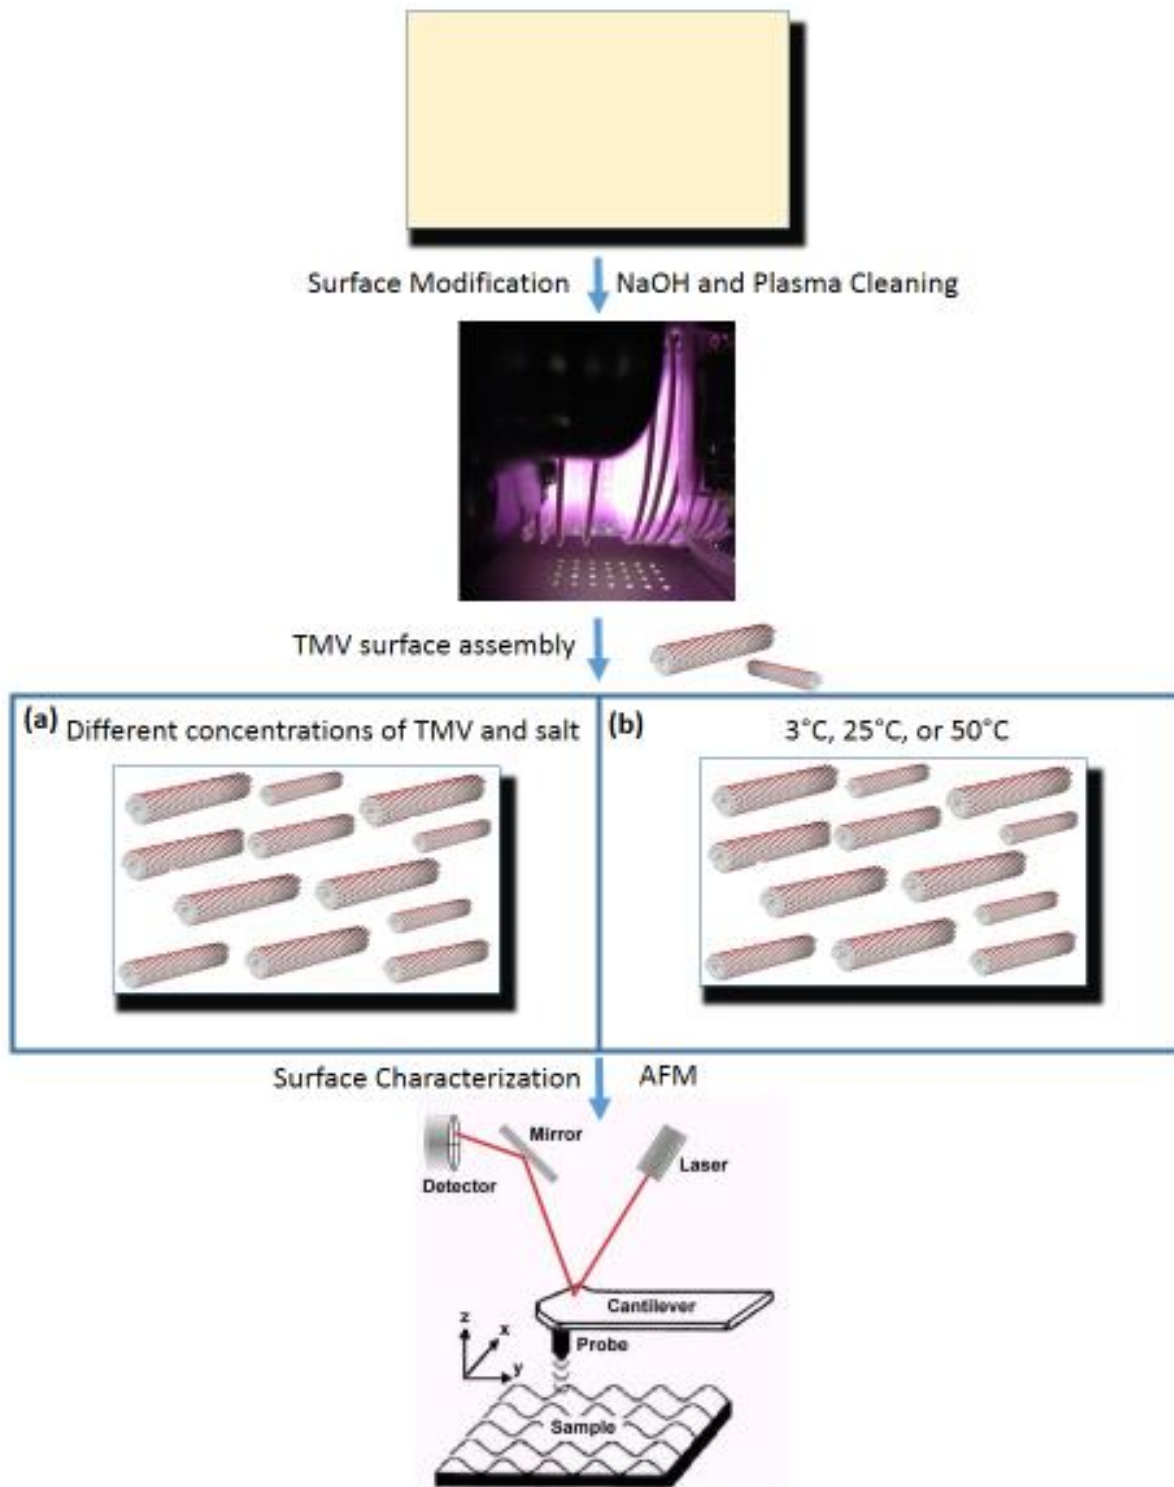 Surface Modification NaOH and Plasma Cleaning
TMV surface assembly
(a) Different concentrations of TMV and salt
(b) 3°C, 25°C, or 50°C
Surface Characterization AFM
Mirror
Laser
Detector
Cantilever
z
x
Probe
y
Sample